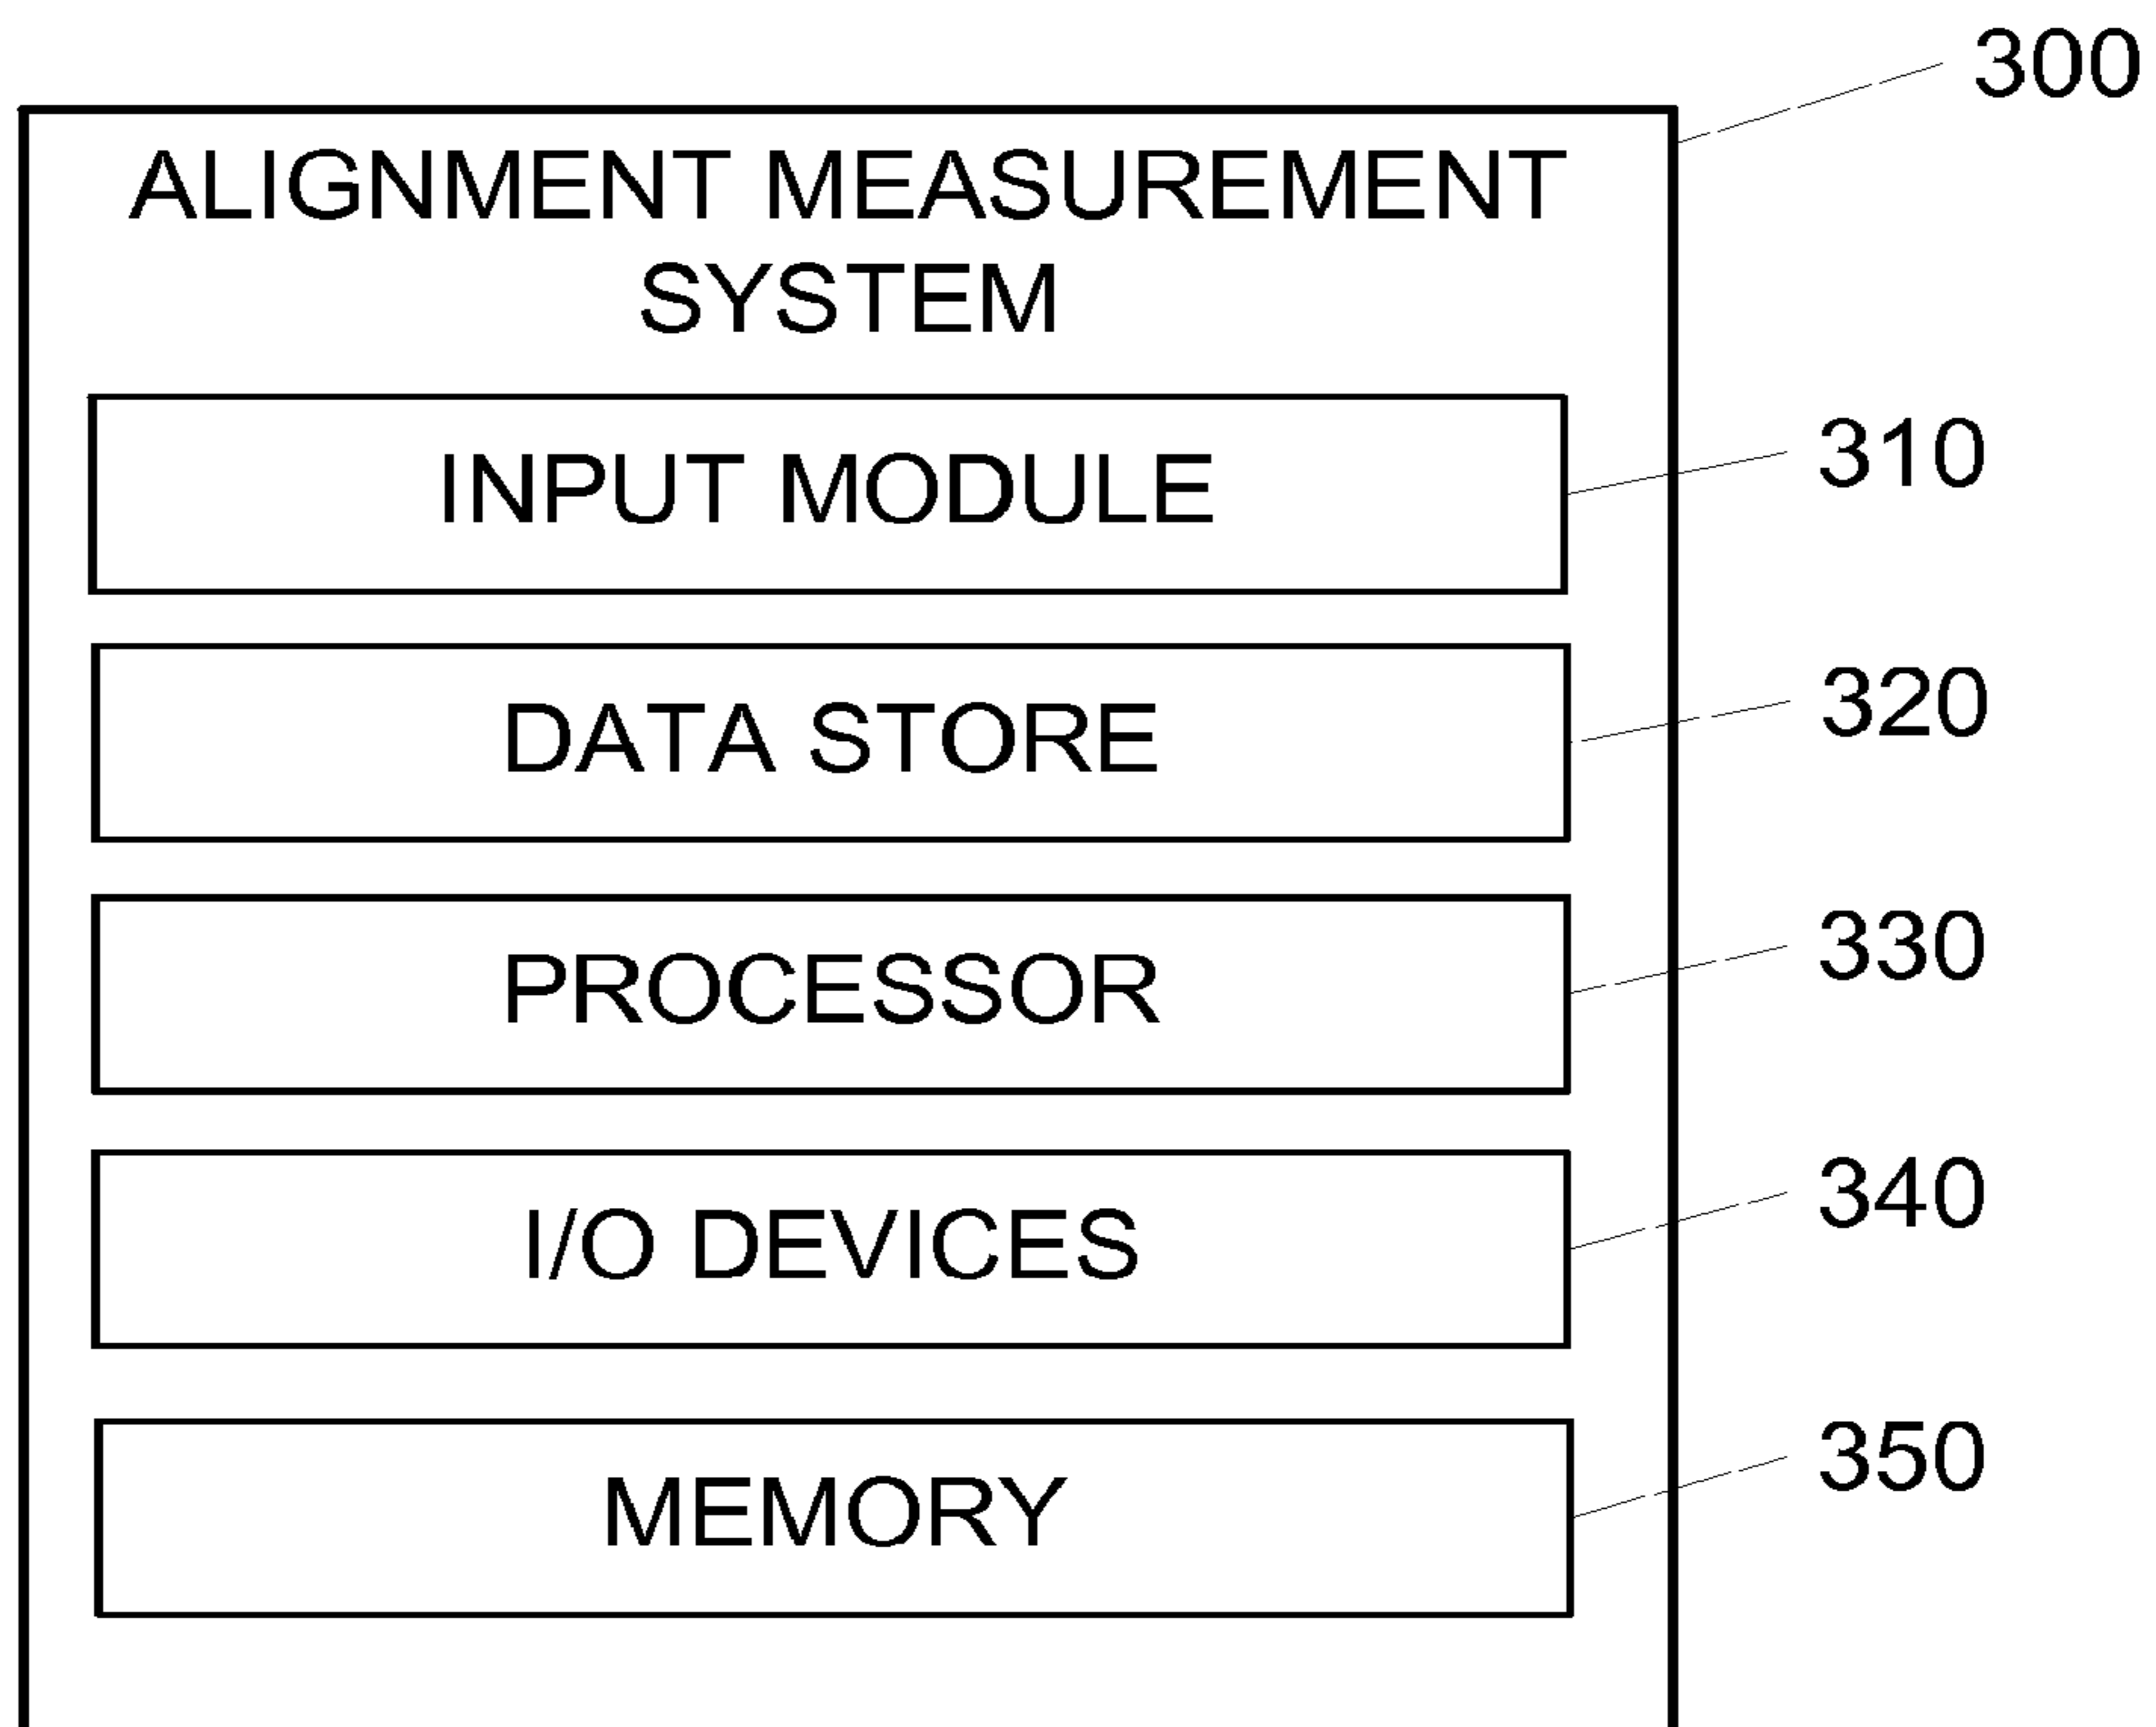 300
ALIGNMENT MEASUREMENT
SYSTEM
INPUT MODULE
310
DATA STORE
320
PROCESSOR
330
I/O DEVICES
340
MEMORY
350